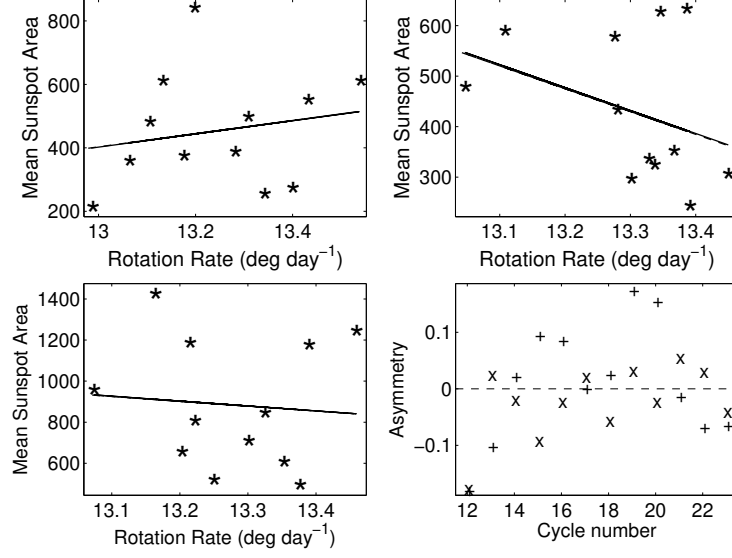 800
600
400
200
Mean Sunspot Area
13 13.2 13.4
Rotation Rate (deg day⁻¹)
600
500
400
300
Mean Sunspot Area
13.1 13.2 13.3 13.4
Rotation Rate (deg day⁻¹)
1400
1200
1000
800
600
Mean Sunspot Area
13.1 13.2 13.3 13.4
Rotation Rate (deg day⁻¹)
0.1
0
−0.1
Asymmetry
12 14 16 18 20 22
Cycle number